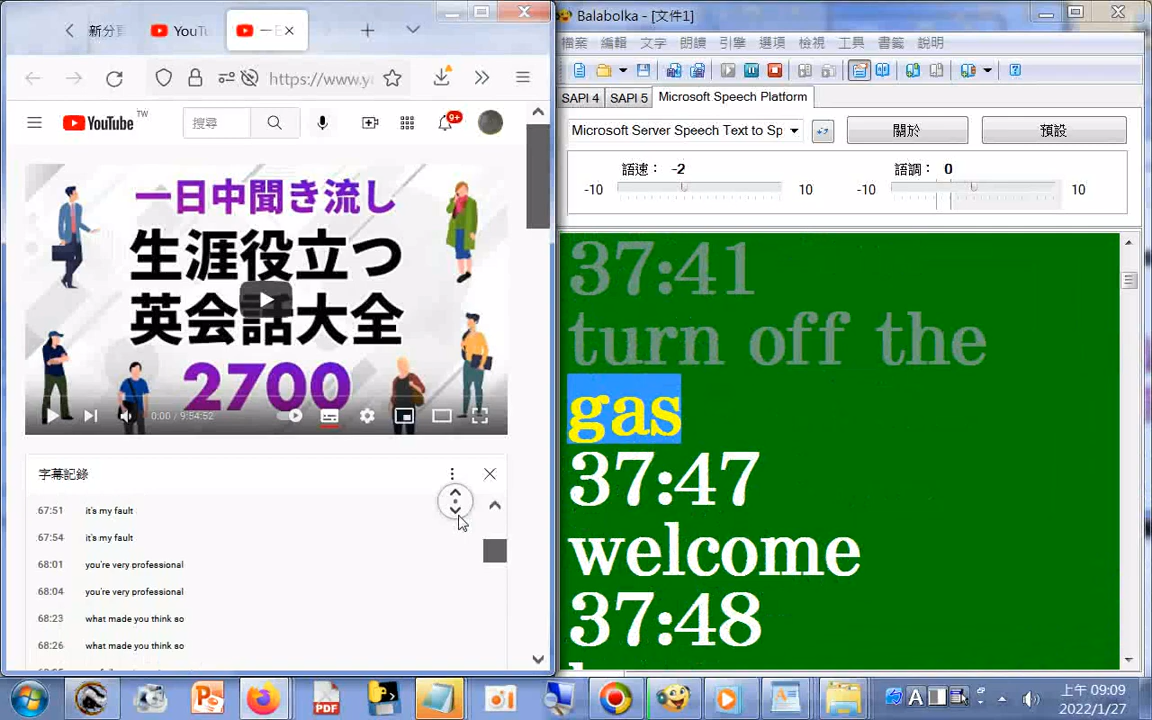 新分
YouTu
一E
https://www.y
YouTube TW
搜尋
9+
一日中聞き流し
生涯役立つ
英会話大全
2700
0:00 / 9:54:52
字幕記錄
67:51 it's my fault
67:54 it's my fault
68:01 you're very professional
68:04 you're very professional
68:23 what made you think so
68:26 what made you think so
Balabolka - [文件1]
檔案 編輯 文字 朗讀 引擎 選項 檢視 工具 書籤 說明
SAPI 4 SAPI 5 Microsoft Speech Platform
Microsoft Server Speech Text to Sp
關於
預設
語速： -2
語調： 0
-10 10 -10 10
37:41
turn off the
gas
37:47
welcome
37:48
PDF
A
上午 09:09
2022/1/27